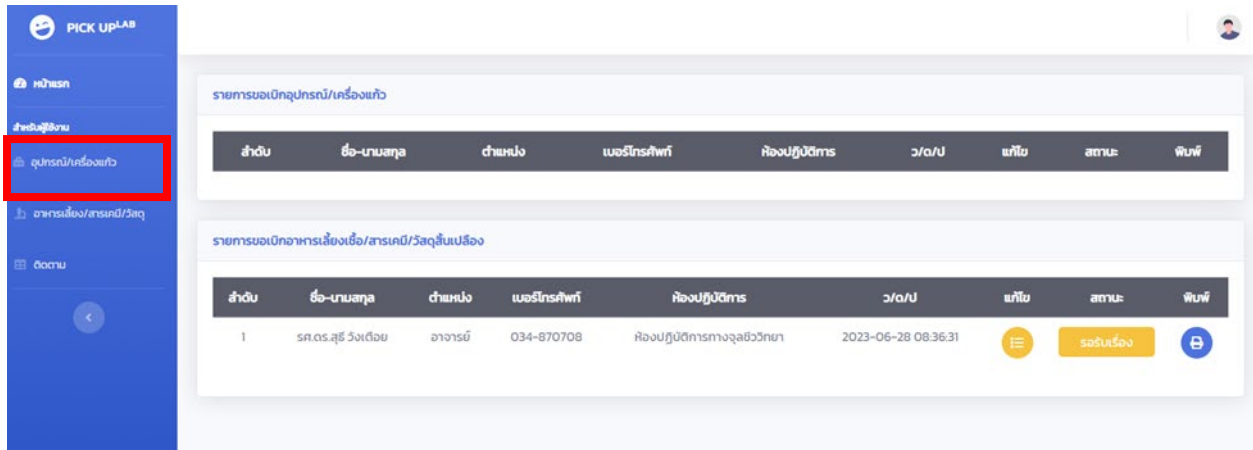 PICK UPLAB
หน้าแรก
สำหรับผู้ใช้งาน
อุปกรณ์/เครื่องแก้ว
อาหารเลี้ยง/สารเคมี/วัสดุ
ติดตาม
รายการขอเบิกอุปกรณ์/เครื่องแก้ว
ลำดับ ชื่อ-นามสกุล ตำแหน่ง เบอร์โทรศัพท์ ห้องปฏิบัติการ ว/ด/ป แก้ไข สถานะ พิมพ์
รายการขอเบิกอาหารเลี้ยงเชื้อ/สารเคมี/วัสดุสิ้นเปลือง
ลำดับ ชื่อ-นามสกุล ตำแหน่ง เบอร์โทรศัพท์ ห้องปฏิบัติการ ว/ด/ป แก้ไข สถานะ พิมพ์
1 รศ.ดร.สุธี วังเตือย อาจารย์ 034-870708 ห้องปฏิบัติการทางจุลชีววิทยา 2023-06-28 08:36:31 รอรับเรื่อง